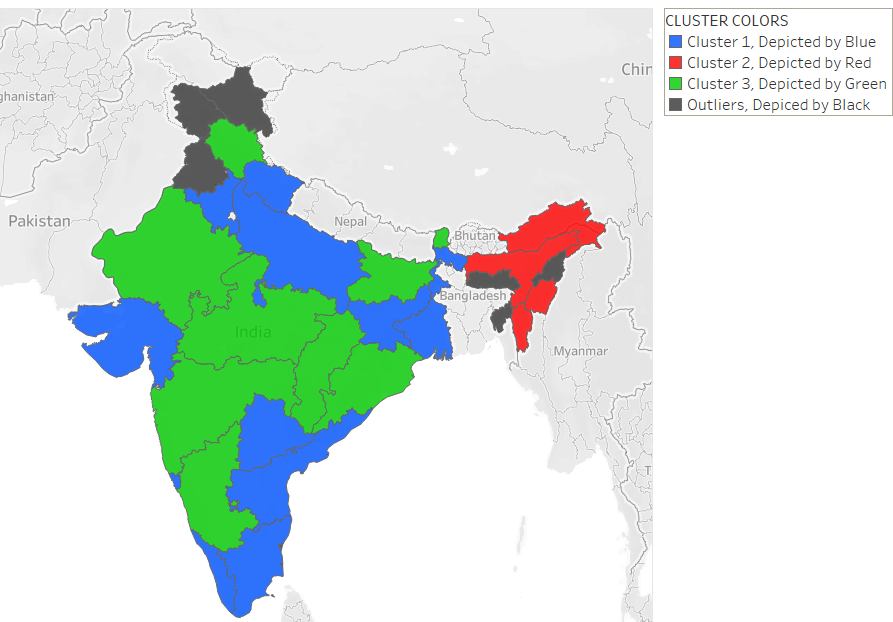 CLUSTER COLORS
Cluster 1, Depicted by Blue
Cluster 2, Depicted by Red
Cluster 3, Depicted by Green
Outliers, Depiced by Black
Chin
ghanistan
Pakistan
Nepal
Bhutan
Bangladesh
India
Myanmar
T